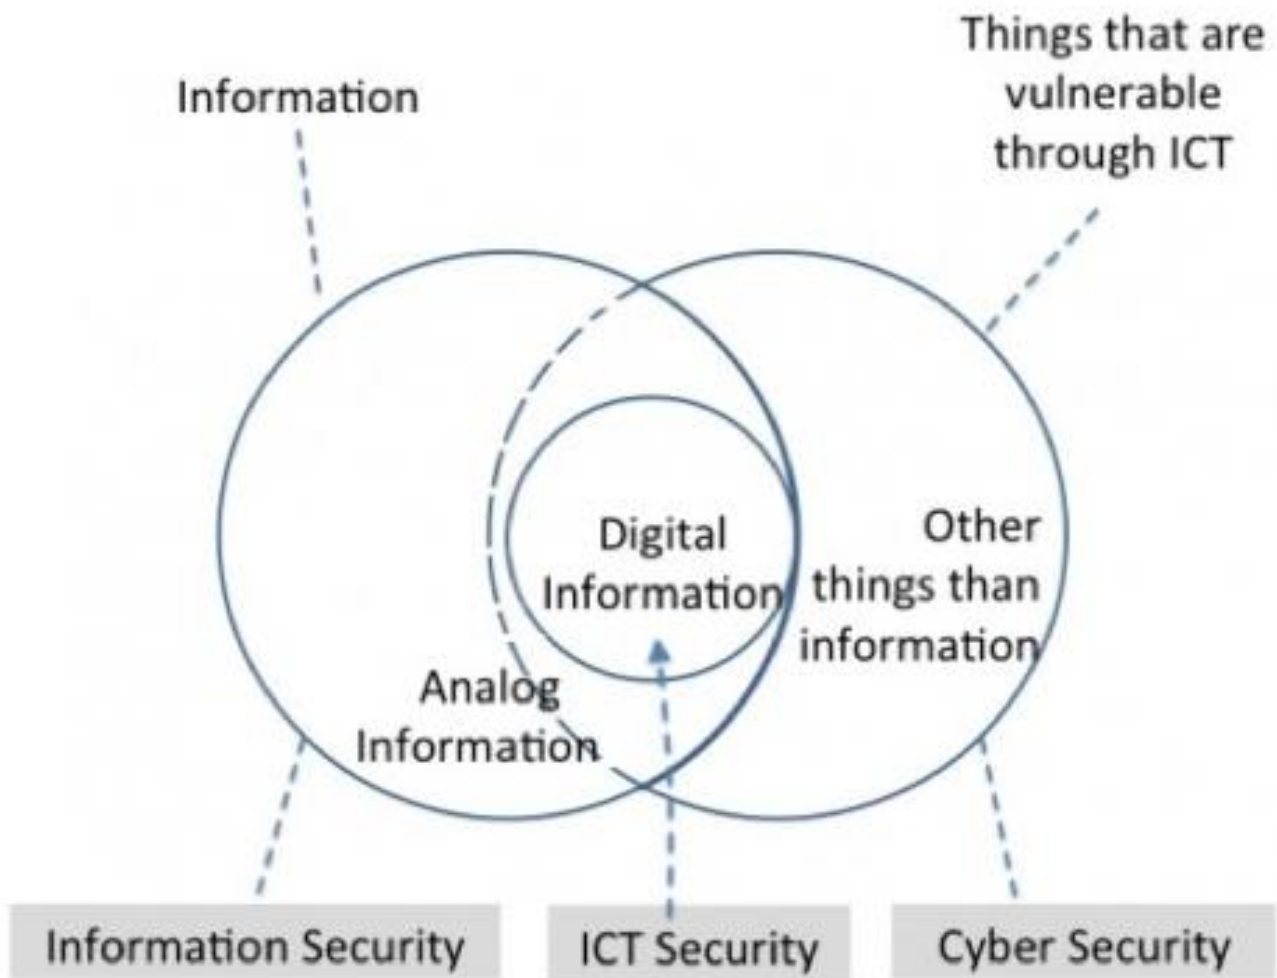 Information
Things that are
vulnerable
through ICT
Digital
Information
Other
things than
information
Analog
Information
Information Security
ICT Security
Cyber Security